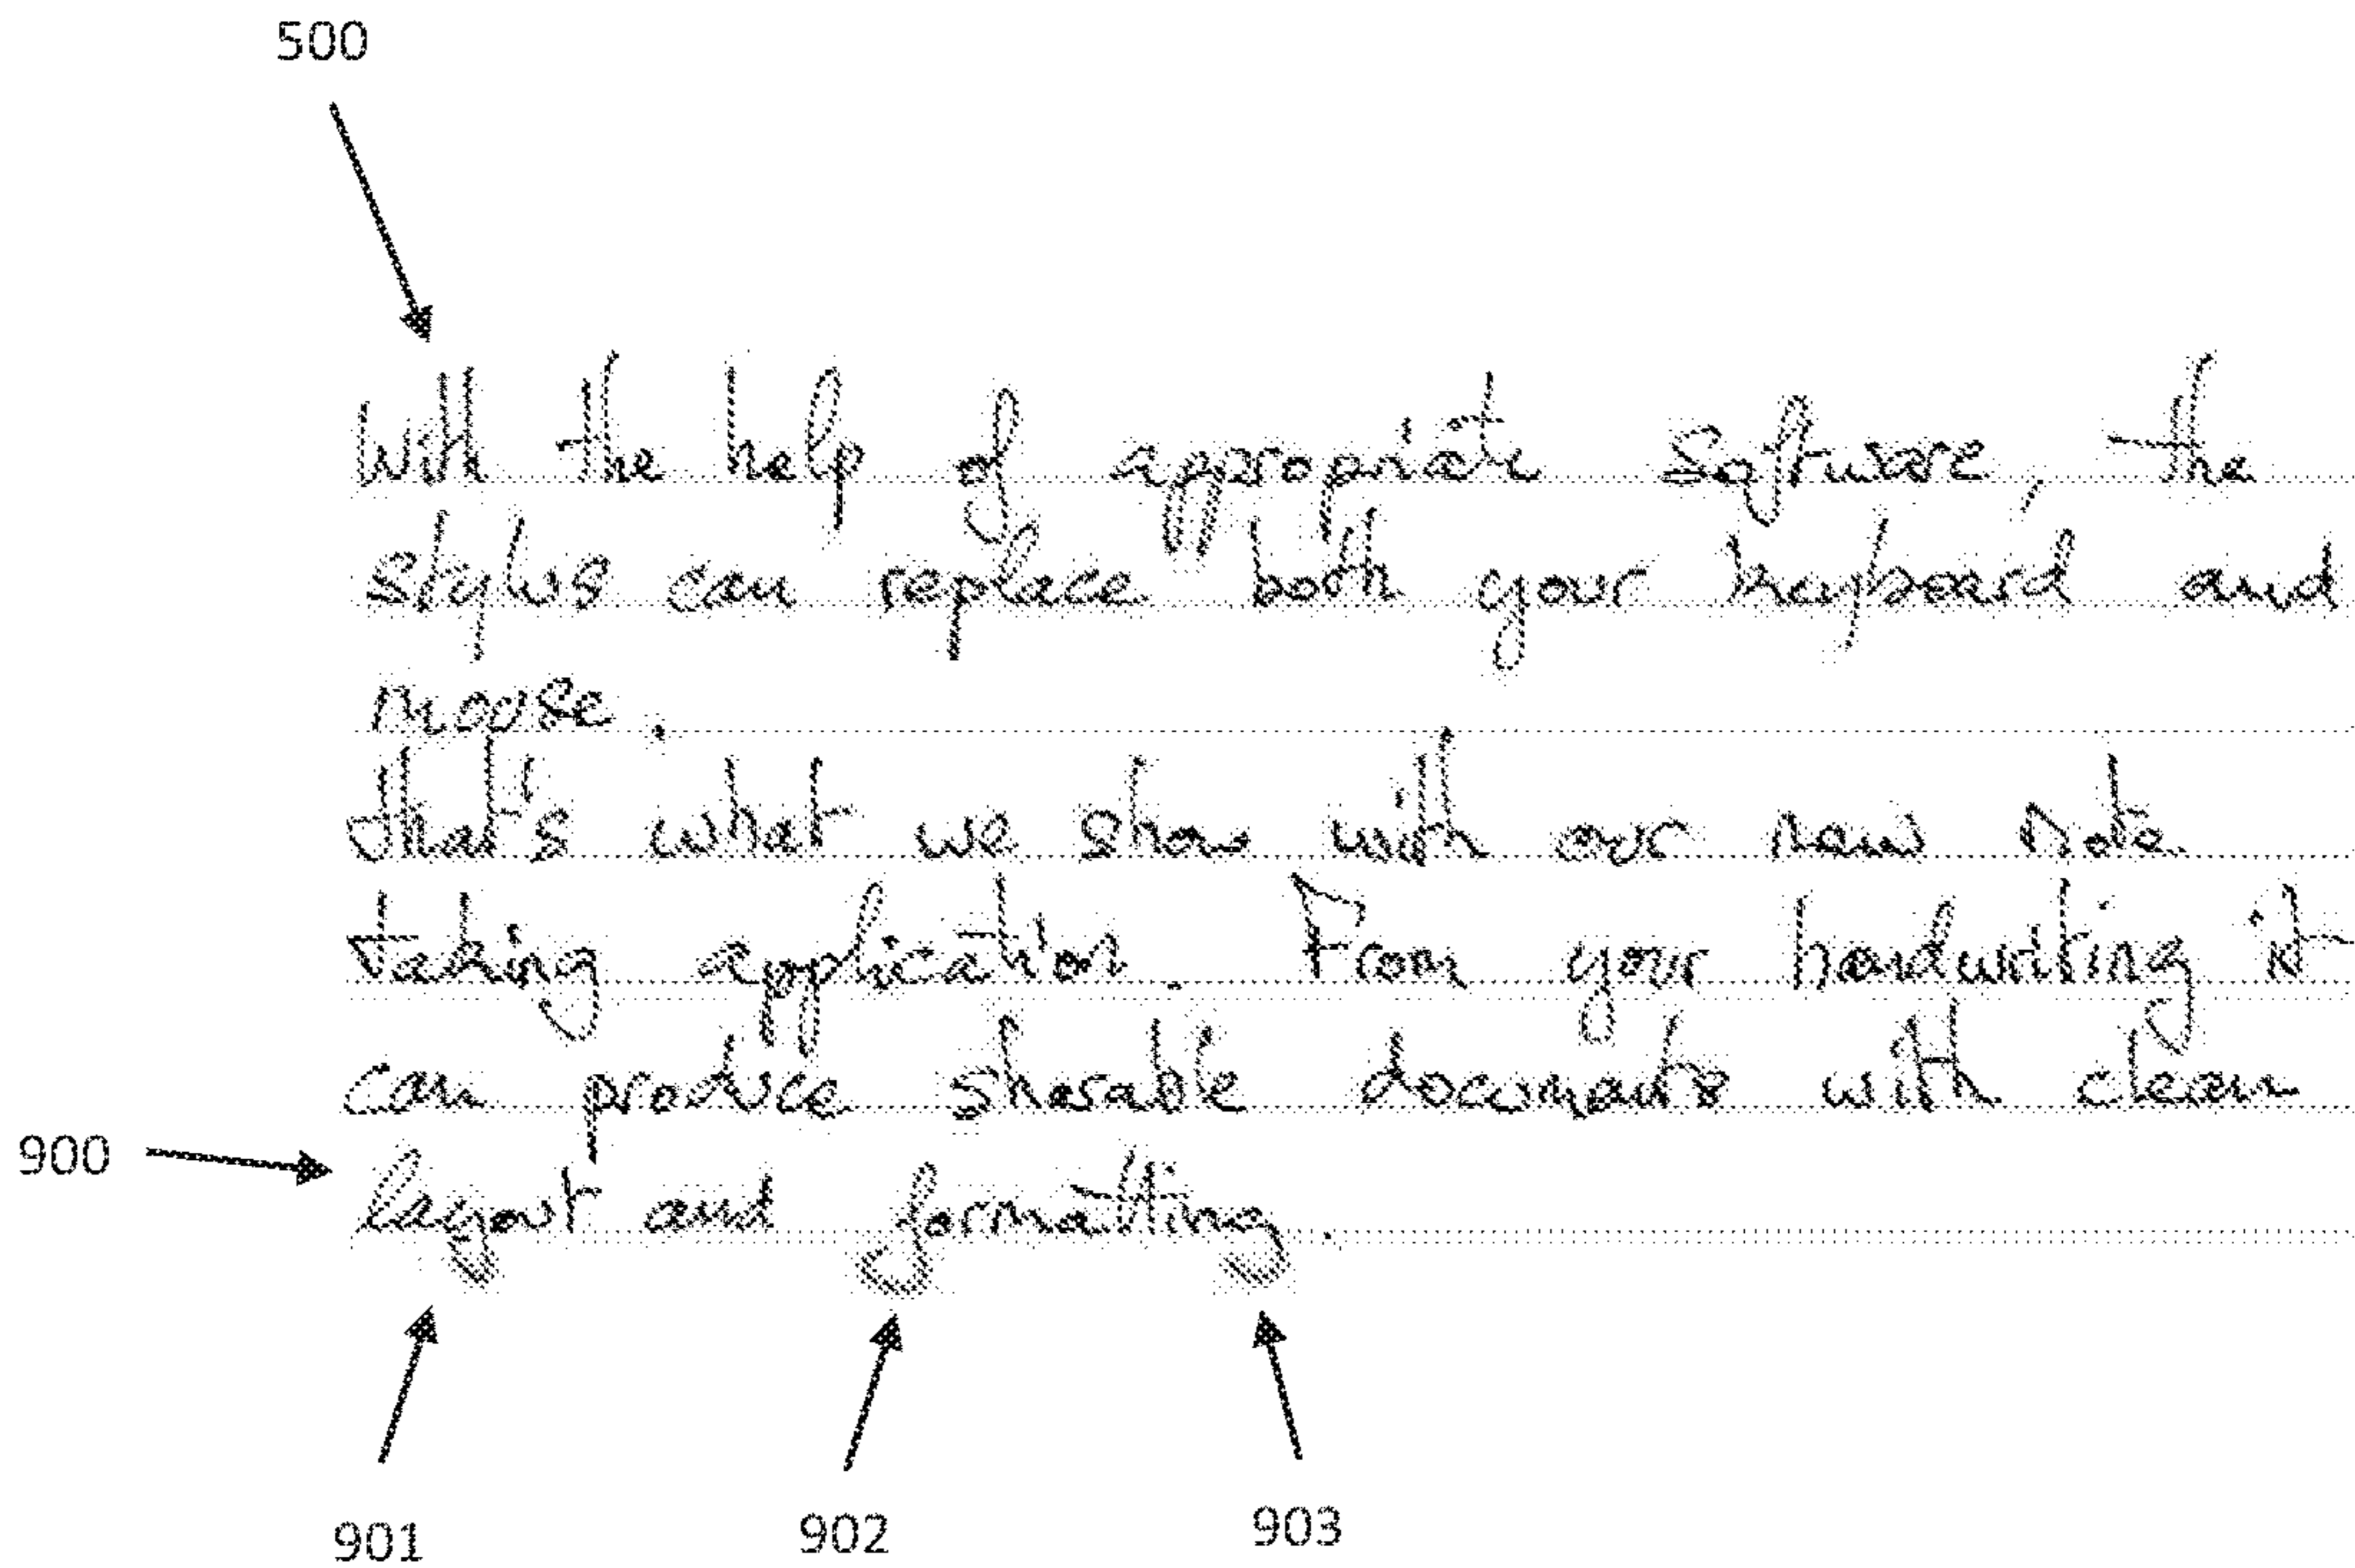 500
With the help of appropriate software, the
stylus can replace both your keyboard and
mouse.
that's what we show with our new note
taking application. From your handwriting it
can produce sharable documents with clean
900
layout and formatting.
901 902 903